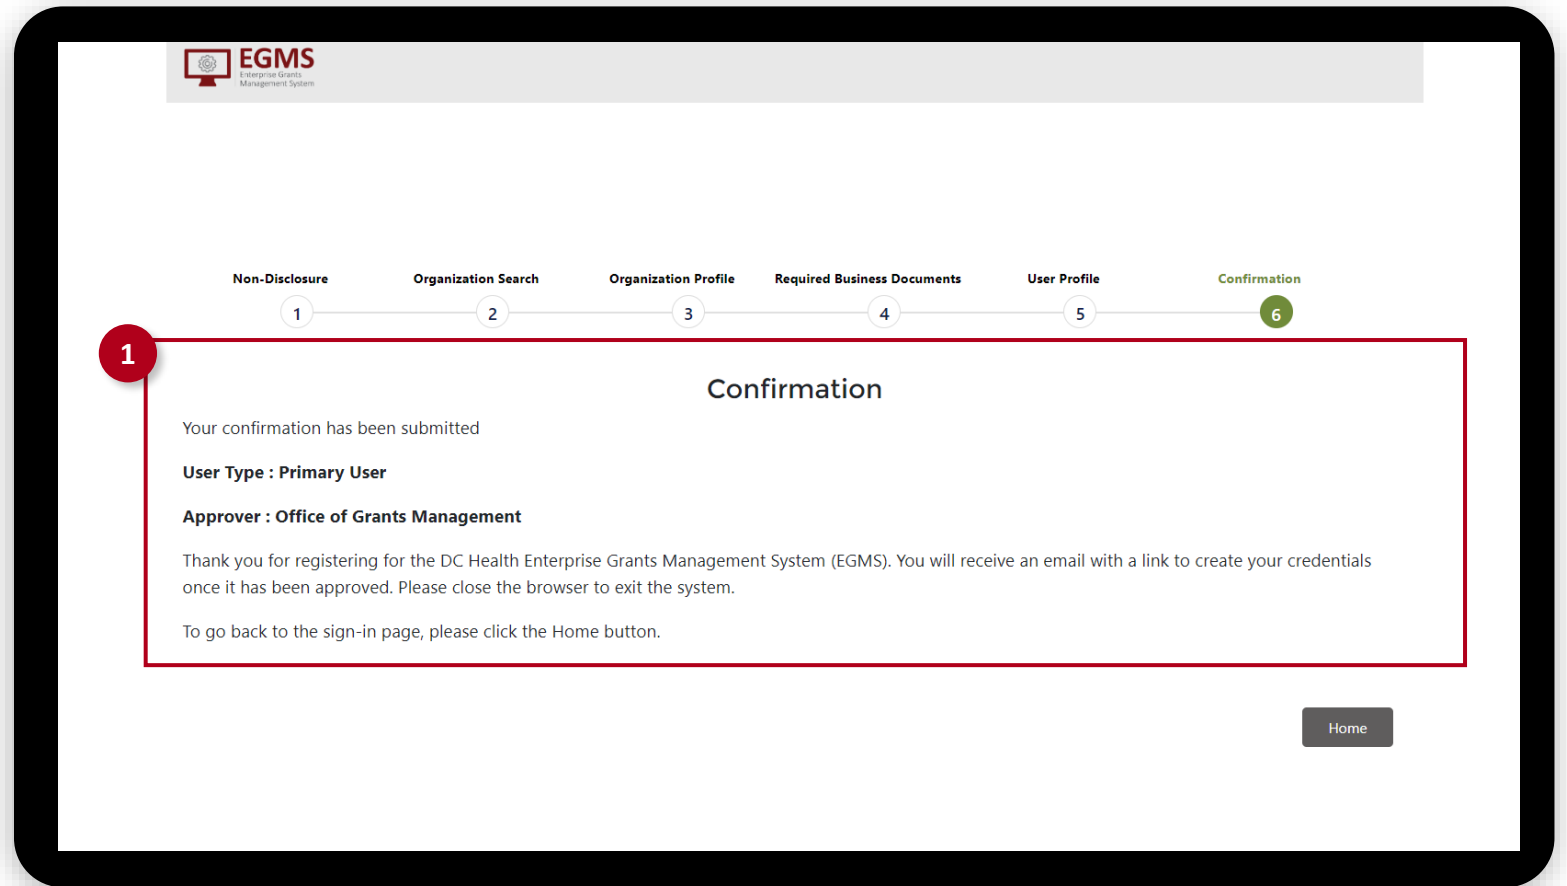 EGMS
Enterprise Grants
Management System
Non-Disclosure
Organization Search
Organization Profile
Required Business Documents
User Profile
Confirmation
1
2
3
4
5
6
1
Confirmation
Your confirmation has been submitted
User Type : Primary User
Approver : Office of Grants Management
Thank you for registering for the DC Health Enterprise Grants Management System (EGMS). You will receive an email with a link to create your credentials
once it has been approved. Please close the browser to exit the system.
To go back to the sign-in page, please click the Home button.
Home